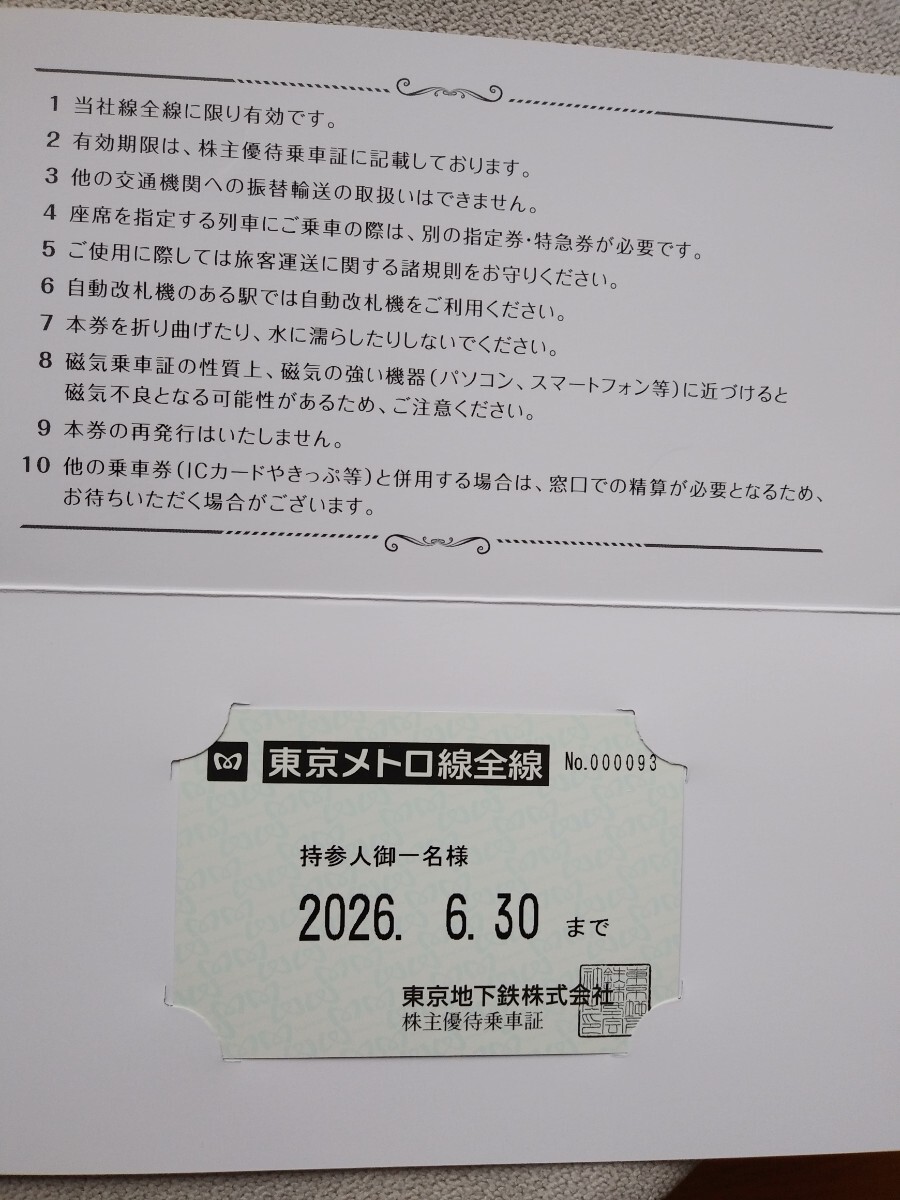 1 当社線全線に限り有効です。
2 有効期限は、株主優待乗車証に記載しております。
3 他の交通機関への振替輸送の取扱いはできません。
4 座席を指定する列車にご乗車の際は、別の指定券・特急券が必要です。
5 ご使用に際しては旅客運送に関する諸規則をお守りください。
6 自動改札機のある駅では自動改札機をご利用ください。
7 本券を折り曲げたり、水に濡らしたりしないでください。
8 磁気乗車証の性質上、磁気の強い機器(パソコン、スマートフォン等)に近づけると
磁気不良となる可能性があるため、ご注意ください。
9 本券の再発行はいたしません。
10 他の乗車券(ICカードやきっぷ等)と併用する場合は、窓口での精算が必要となるため、
お待ちいただく場合がございます。
東京メトロ線全線 No.000093
持参人御一名様
2026. 6.30 まで
東京地下鉄株式会社
株主優待乗車証